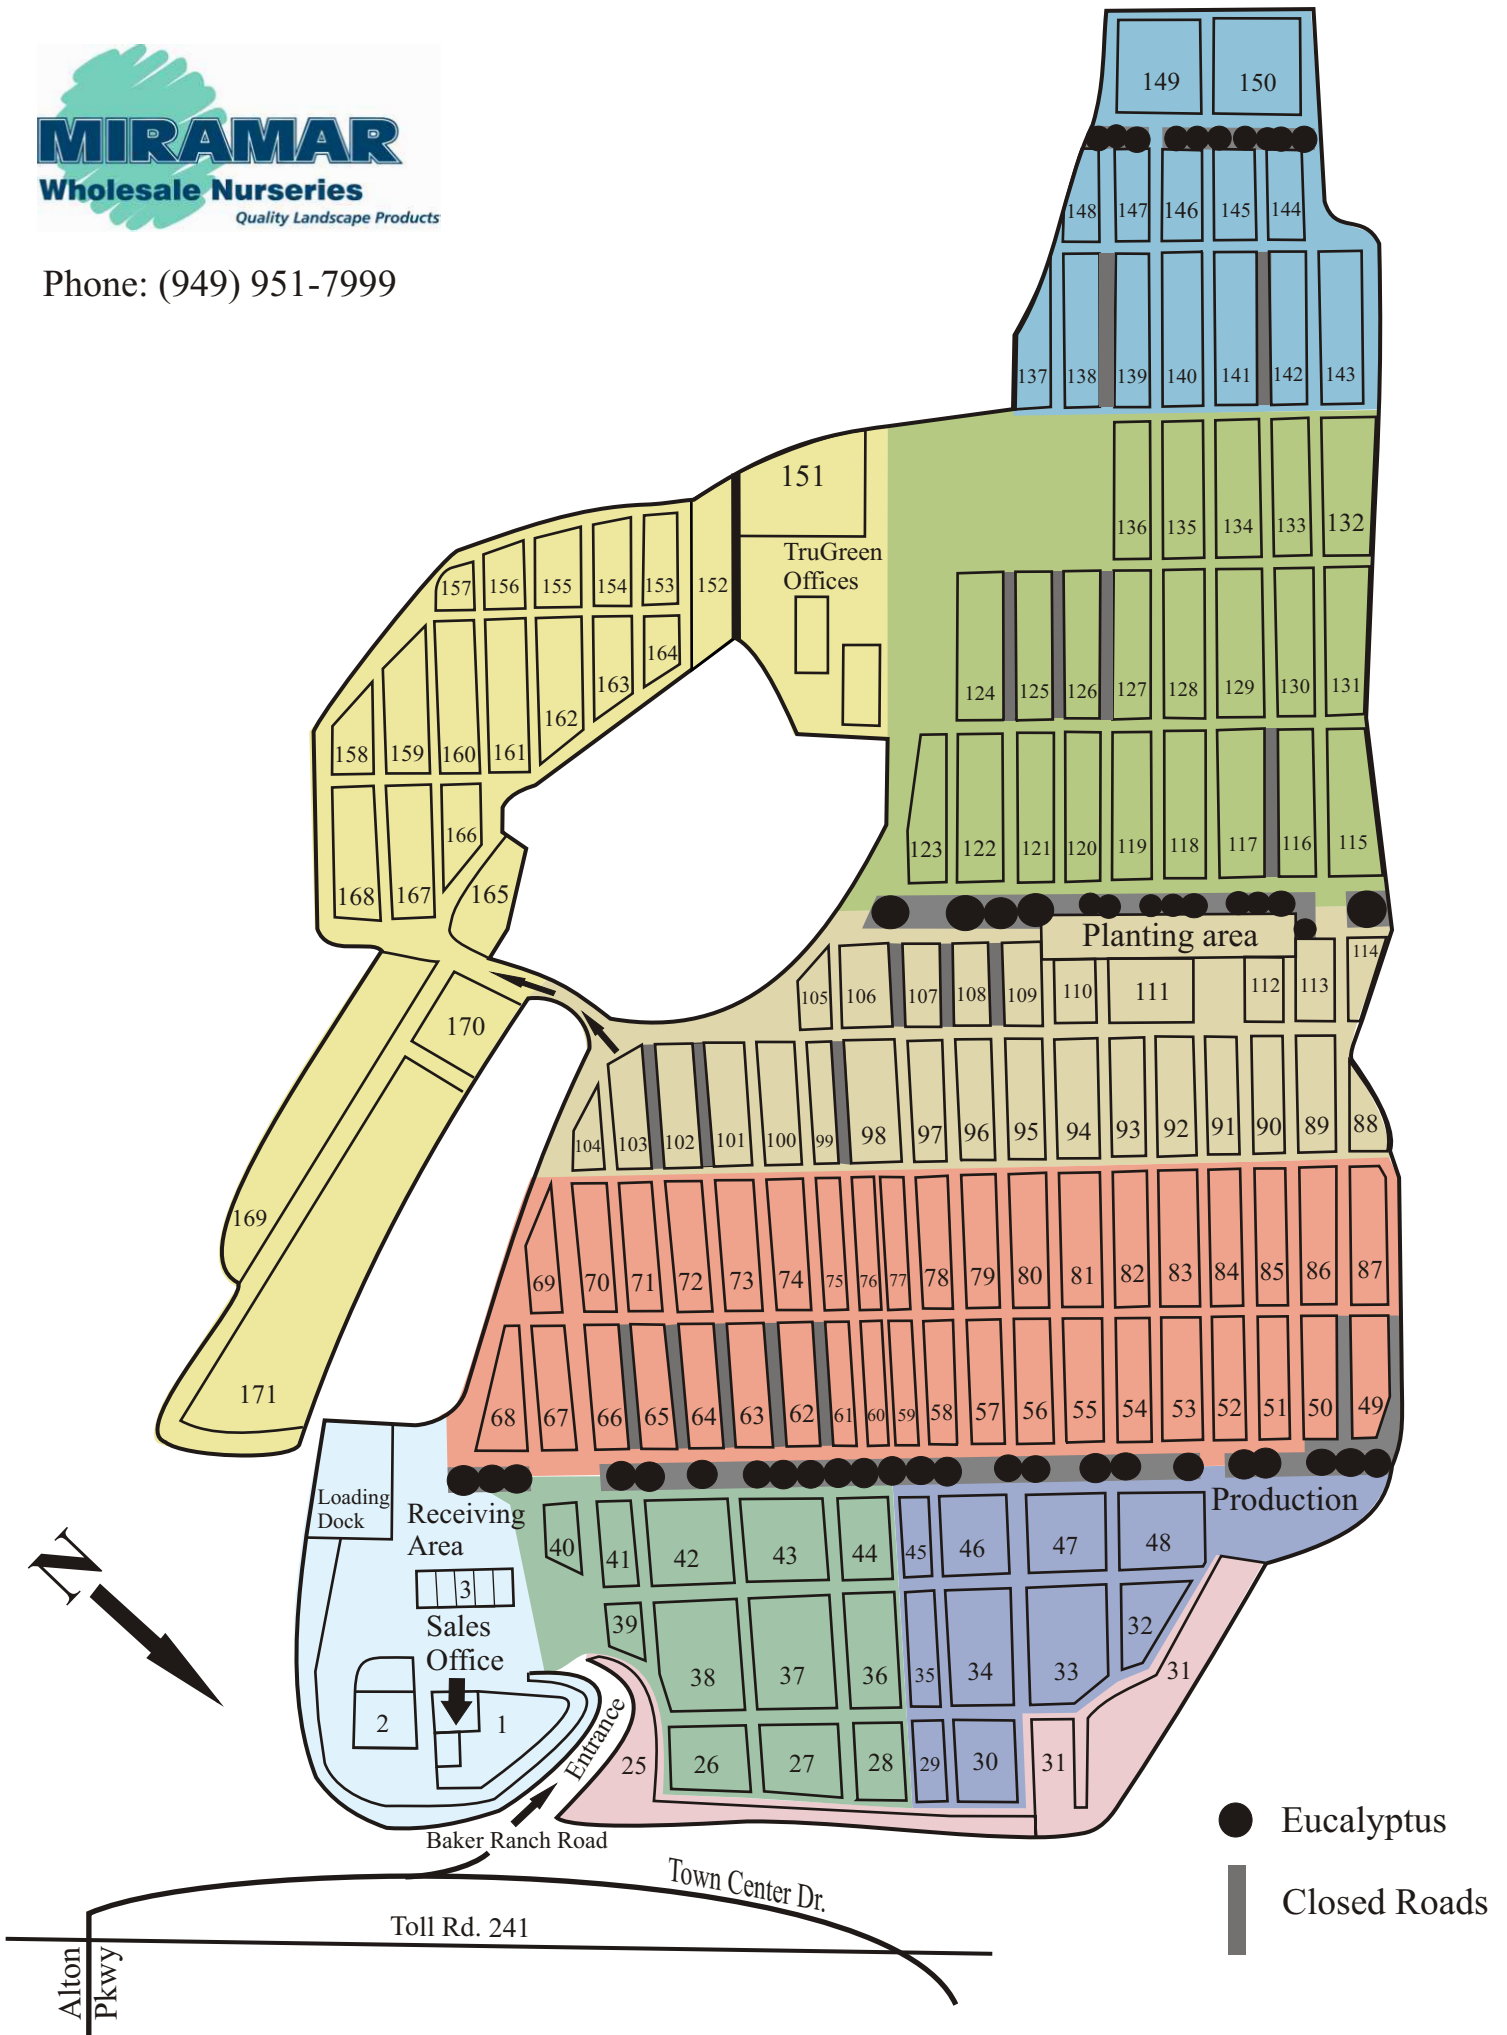 MIRAMAR
Wholesale Nurseries
Quality Landscape Products
Phone: (949) 951-7999
149 150
148 147 146 145 144
137 138 139 140 141 142 143
151
TruGreen
Offices
136 135 134 133 132
157 156 155 154 153 152
164
163
162
158 159 160 161
124 125 126 127 128 129 130 131
123 122 121 120 119 118 117 116 115
166
168 167 165
Planting area
114
105 106 107 108 109 110 111 112 113
170
104 103 102 101 100 99 98 97 96 95 94 93 92 91 90 89 88
169
69 70 71 72 73 74 75 76 77 78 79 80 81 82 83 84 85 86 87
171
68 67 66 65 64 63 62 61 60 59 58 57 56 55 54 53 52 51 50 49
Loading
Dock
Receiving
Area
Production
40 41 42 43 44 45 46 47 48
3
Sales
Office
39
38 37 36 35 34 33 32
31
2 1
Entrance
25 26 27 28 29 30 31
N
Baker Ranch Road
Eucalyptus
Town Center Dr.
Closed Roads
Toll Rd. 241
Alton
Pkwy